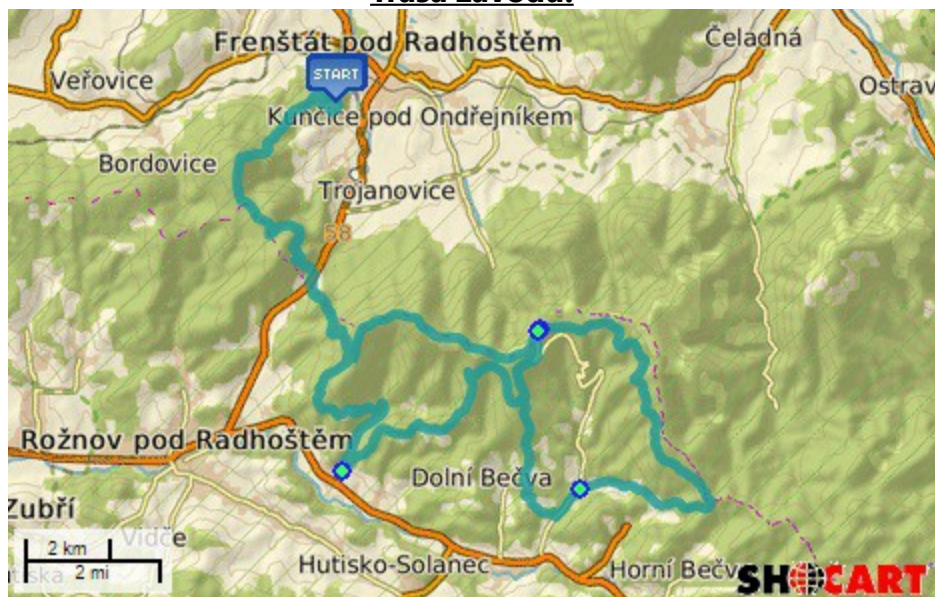 Trasa závodu:
Frenštát pod Radhoštěm
Čeladná
START
Veřovice
Ostrav
Kunčice pod Ondřejníkem
Bordovice
Trojanovice
58
Rožnov pod Radhoštěm
Dolní Bečva
Zubří
Vidče
2 km
2 mi
Hutisko-Solanec
Horní Bečv
SHOCART